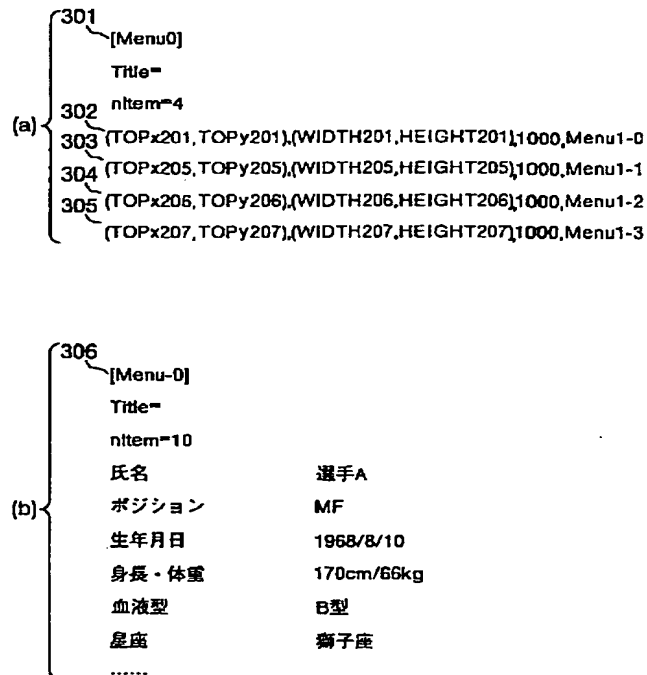 301
[Menu0]
Title=
nItem=4
(a)
302
(TOPx201,TOPy201),(WIDTH201,HEIGHT201),1000,Menu1-0
303
(TOPx205,TOPy205),(WIDTH205,HEIGHT205),1000,Menu1-1
304
(TOPx206,TOPy206),(WIDTH206,HEIGHT206),1000,Menu1-2
305
(TOPx207,TOPy207),(WIDTH207,HEIGHT207),1000,Menu1-3
306
[Menu-0]
Title=
nItem=10
氏名 選手A
(b)
ポジション MF
生年月日 1968/8/10
身長・体重 170cm/66kg
血液型 B型
星座 獅子座
……